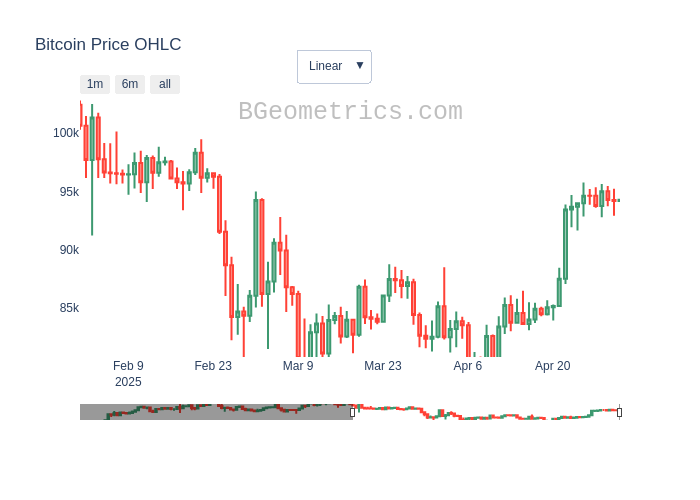 Bitcoin Price OHLC
Linear ▼
1m 6m all
BGeometrics.com
100k
95k
90k
85k
Feb 9 Feb 23 Mar 9 Mar 23 Apr 6 Apr 20
2025